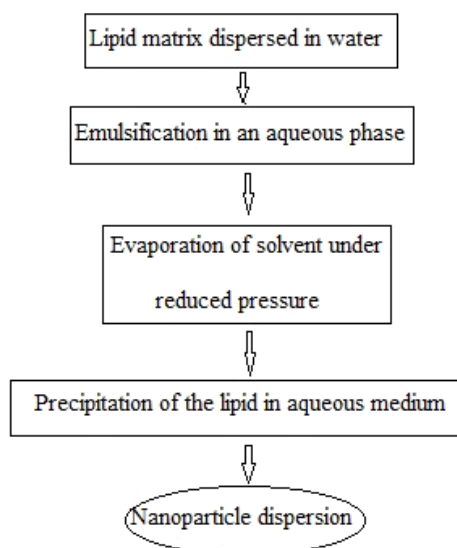 Lipid matrix dispersed in water
Emulsification in an aqueous phase
Evaporation of solvent under
reduced pressure
Precipitation of the lipid in aqueous medium
Nanoparticle dispersion